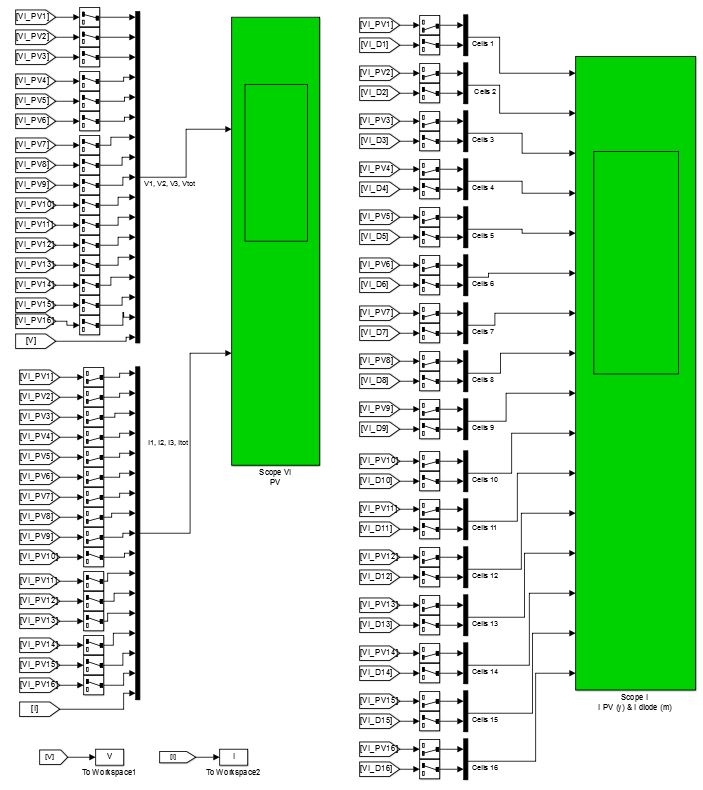 [VI_PV1]
[VI_PV2]
[VI_PV3]
[VI_PV4]
[VI_PV5]
[VI_PV6]
[VI_PV7]
[VI_PV8]
[VI_PV9]
[VI_PV10]
[VI_PV11]
[VI_PV12]
[VI_PV13]
[VI_PV14]
[VI_PV15]
[VI_PV16]
[V]
V1, V2, V3, Vtot
[VI_PV1]
[VI_PV2]
[VI_PV3]
[VI_PV4]
[VI_PV5]
[VI_PV6]
[VI_PV7]
[VI_PV8]
[VI_PV9]
[VI_PV10]
[VI_PV11]
[VI_PV12]
[VI_PV13]
[VI_PV14]
[VI_PV15]
[VI_PV16]
[I]
I1, I2, I3, Itot
Scope VI
PV
[V]
V
To Workspace1
[I]
I
To Workspace2
[VI_PV1]
[VI_D1]
Cells 1
[VI_PV2]
[VI_D2]
Cells 2
[VI_PV3]
[VI_D3]
Cells 3
[VI_PV4]
[VI_D4]
Cells 4
[VI_PV5]
[VI_D5]
Cells 5
[VI_PV6]
[VI_D6]
Cells 6
[VI_PV7]
[VI_D7]
Cells 7
[VI_PV8]
[VI_D8]
Cells 8
[VI_PV9]
[VI_D9]
Cells 9
[VI_PV10]
[VI_D10]
Cells 10
[VI_PV11]
[VI_D11]
Cells 11
[VI_PV12]
[VI_D12]
Cells 12
[VI_PV13]
[VI_D13]
Cells 13
[VI_PV14]
[VI_D14]
Cells 14
[VI_PV15]
[VI_D15]
Cells 15
[VI_PV16]
[VI_D16]
Cells 16
Scope I
I PV (y) & I diode (m)